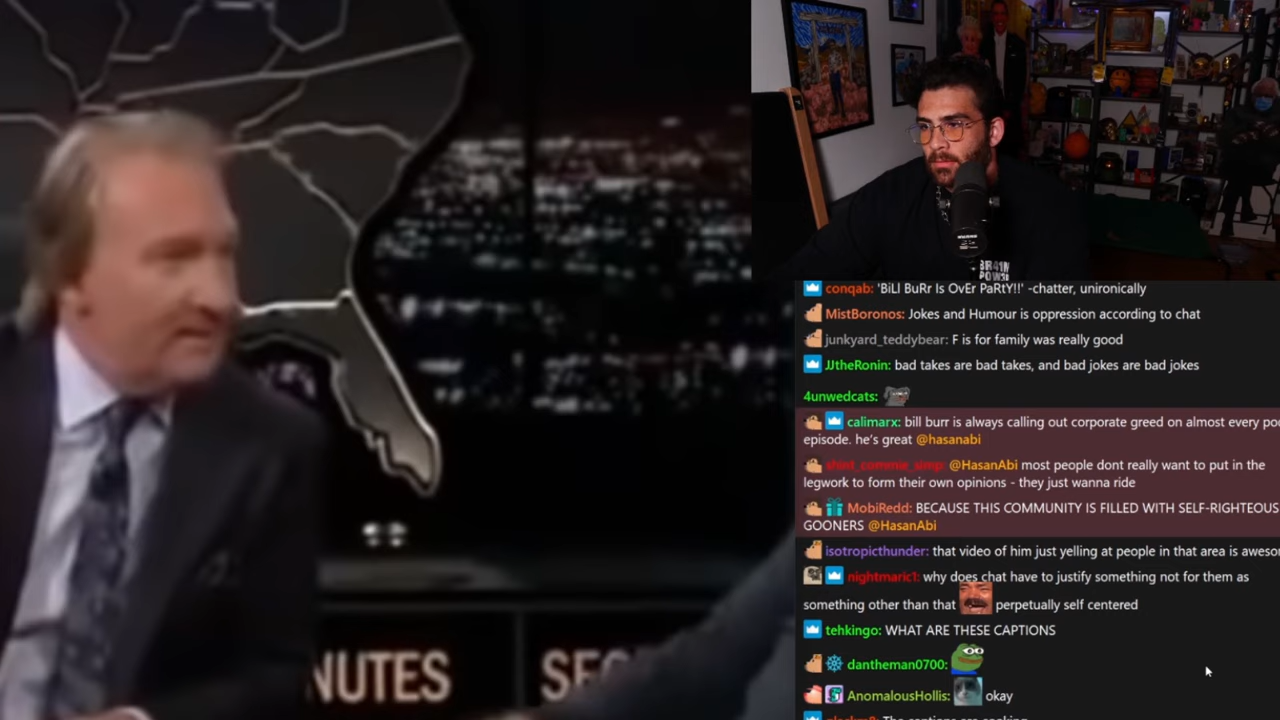 BR41N
POW3R
conqab: 'BiLl BuRr Is OvEr PaRtY!!' -chatter, unironically
MistBoronos: Jokes and Humour is oppression according to chat
junkyard_teddybear: F is for family was really good
JJtheRonin: bad takes are bad takes, and bad jokes are bad jokes
4unwedcats:
calimarx: bill burr is always calling out corporate greed on almost every
episode. he's great @hasanabi
@HasanAbi most people dont really want to put in the
legwork to form their own opinions - they just wanna ride
MobiRedd: BECAUSE THIS COMMUNITY IS FILLED WITH SELF-RIGHTEOUS
GOONERS @HasanAbi
isotropicthunder: that video of him just yelling at people in that area is
nightmaric1: why does chat have to justify something not for them as
something other than that perpetually self centered
tehkingo: WHAT ARE THESE CAPTIONS
dantheman0700:
AnomalousHollis: okay
NUTES SEC